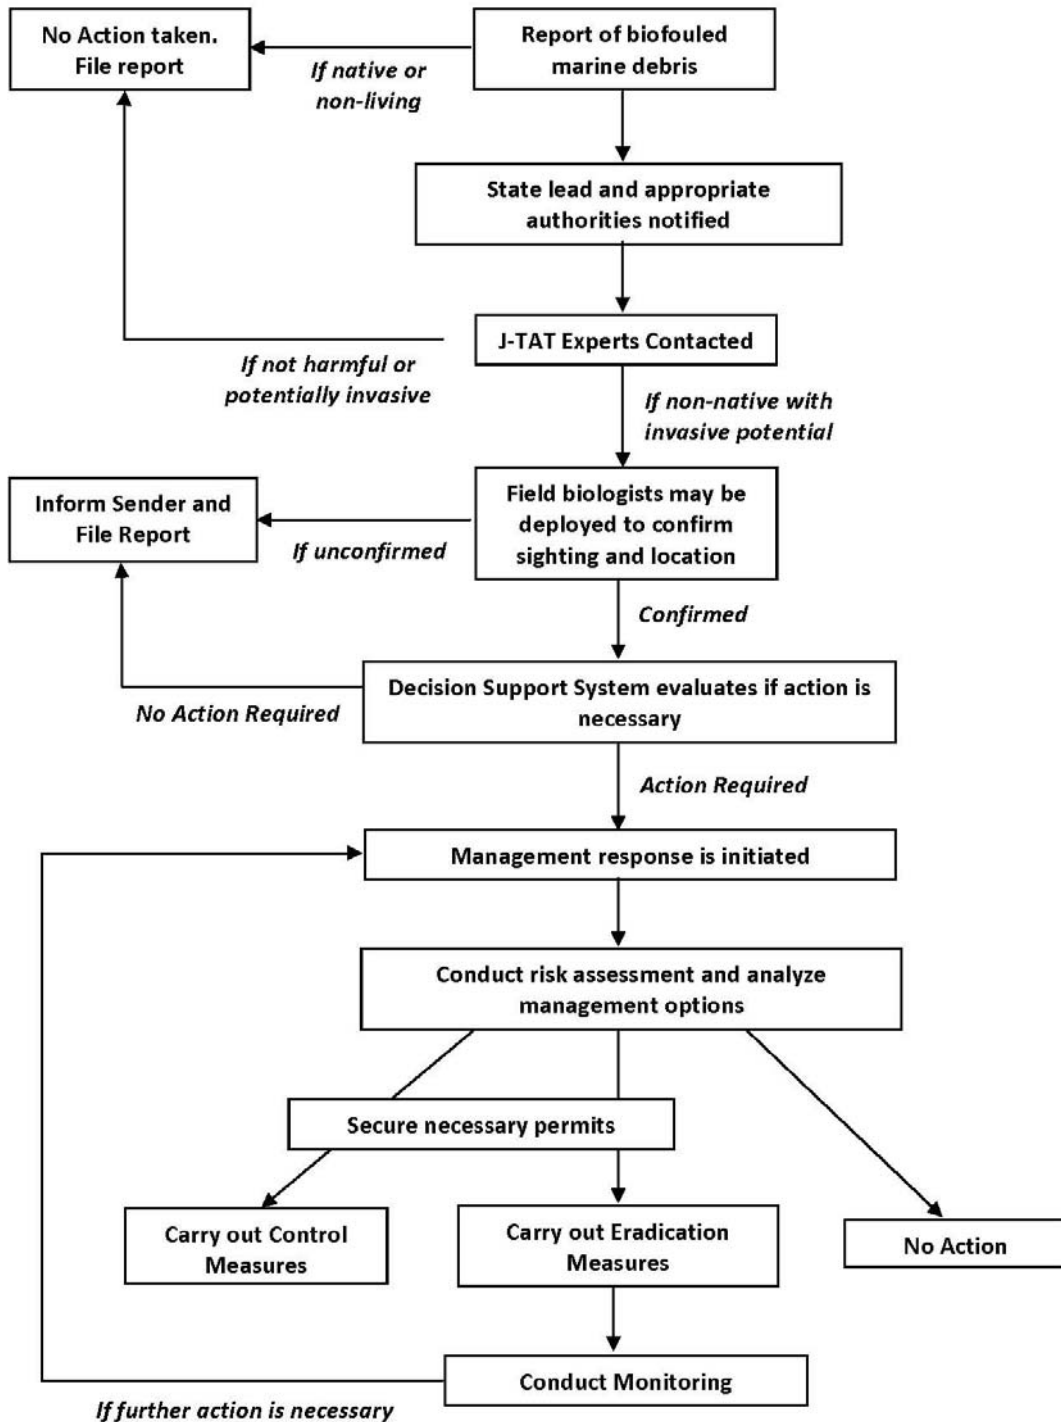 No Action taken.
File report
Report of biofouled
marine debris
If native or
non-living
State lead and appropriate
authorities notified
J-TAT Experts Contacted
If not harmful or
potentially invasive
If non-native with
invasive potential
Inform Sender and
File Report
Field biologists may be
deployed to confirm
sighting and location
If unconfirmed
Confirmed
Decision Support System evaluates if action is
necessary
No Action Required
Action Required
Management response is initiated
Conduct risk assessment and analyze
management options
Secure necessary permits
Carry out Control
Measures
Carry out Eradication
Measures
No Action
Conduct Monitoring
If further action is necessary